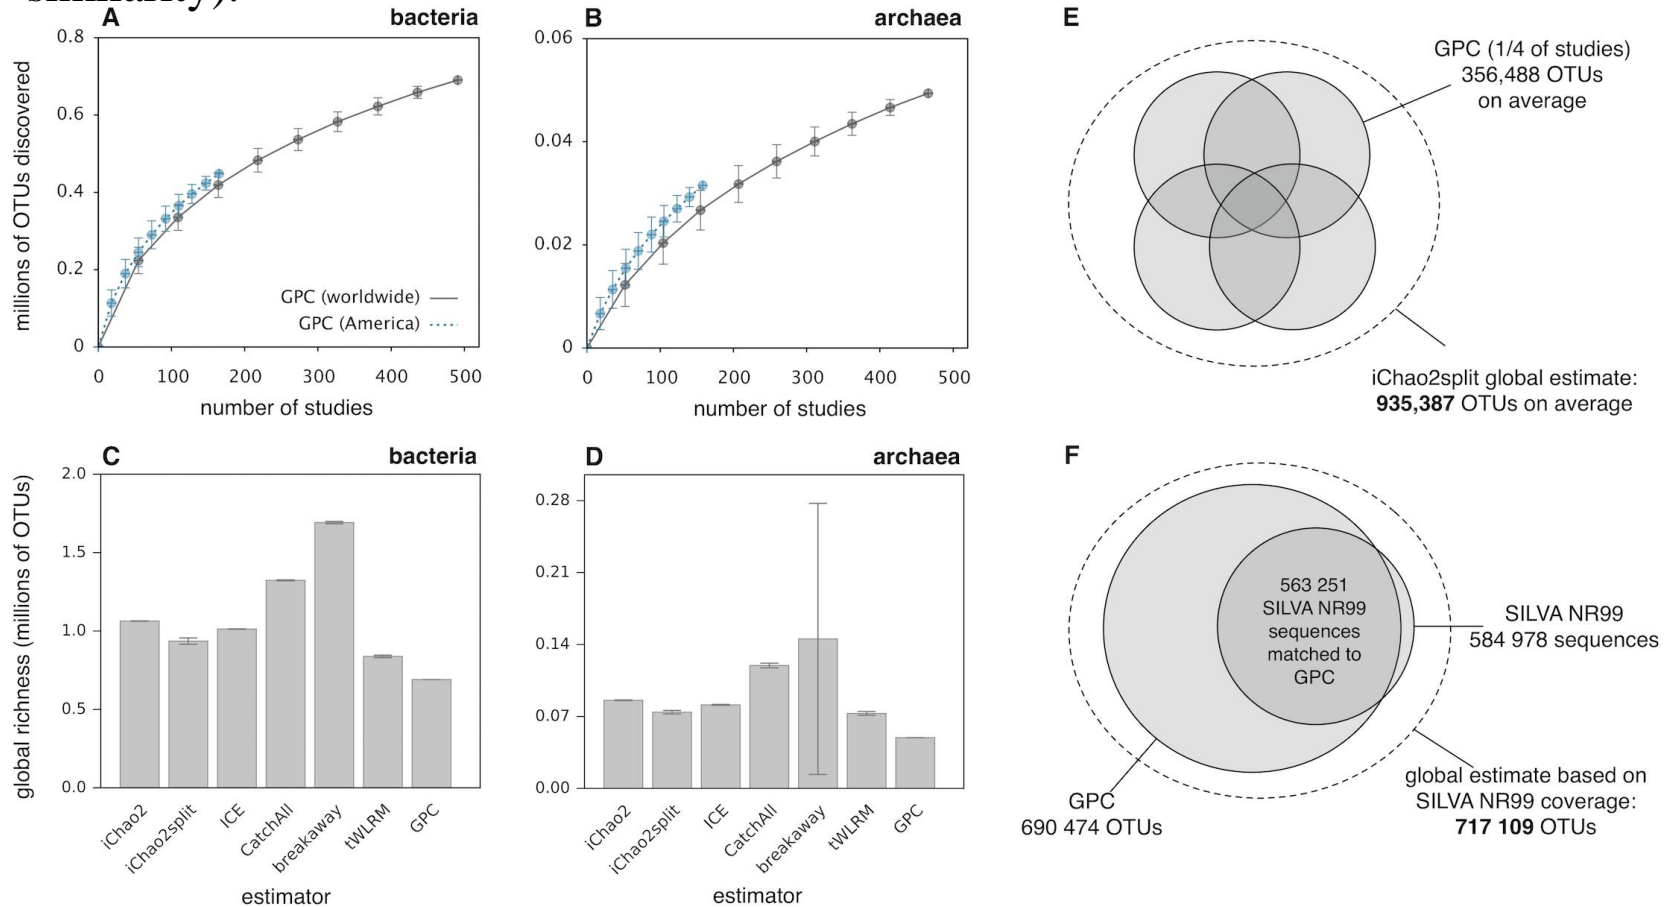 similarity).
A bacteria
millions of OTUs discovered
0.8
0.6
0.4
0.2
0
GPC (worldwide)
GPC (America)
0 100 200 300 400 500
number of studies
B archaea
0.06
0.04
0.02
0
0 100 200 300 400 500
number of studies
E
GPC (1/4 of studies)
356,488 OTUs
on average
iChao2split global estimate:
935,387 OTUs on average
C bacteria
global richness (millions of OTUs)
2.0
1.5
1.0
0.5
0.0
iChao2
iChao2split
ICE
CatchAll
breakaway
tWLRM
GPC
estimator
D archaea
0.28
0.21
0.14
0.07
0.00
iChao2
iChao2split
ICE
CatchAll
breakaway
tWLRM
GPC
estimator
F
563 251
SILVA NR99
sequences
matched to
GPC
SILVA NR99
584 978 sequences
GPC
690 474 OTUs
global estimate based on
SILVA NR99 coverage:
717 109 OTUs